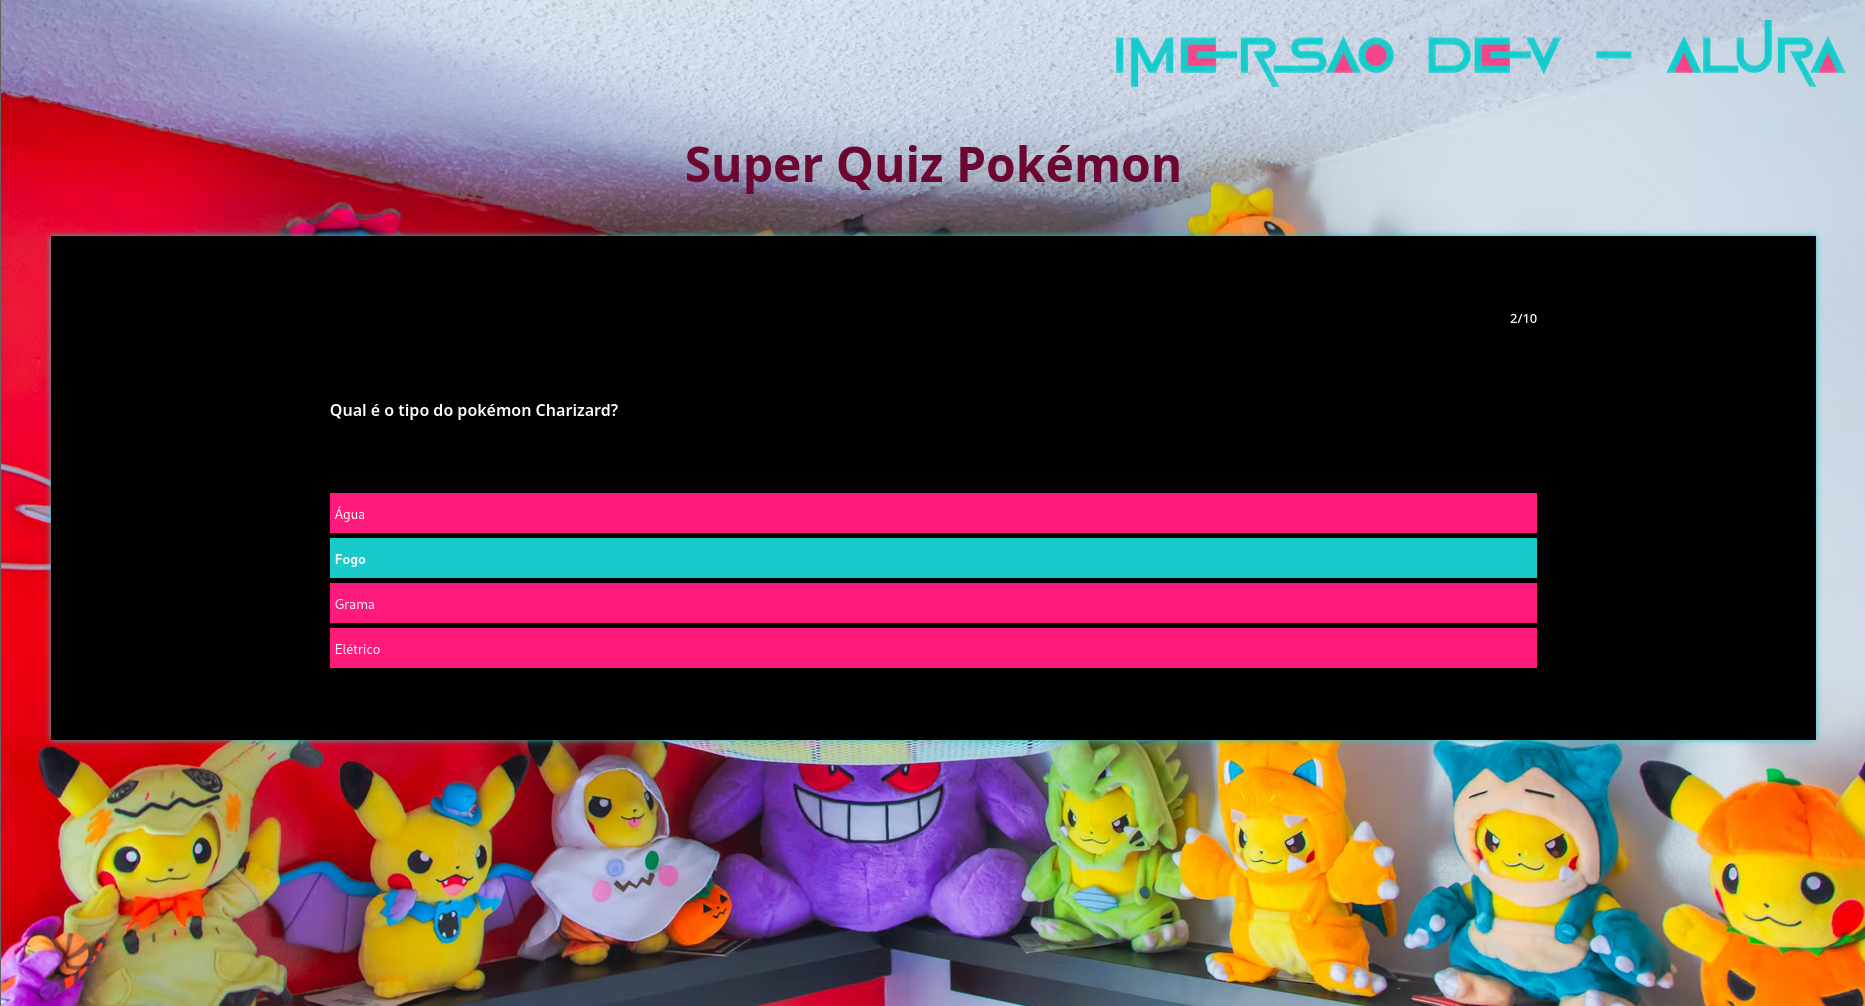 IMERSAO DEV - ALURA
Super Quiz Pokémon
2/10
Qual é o tipo do pokémon Charizard?
Água
Fogo
Grama
Elétrico